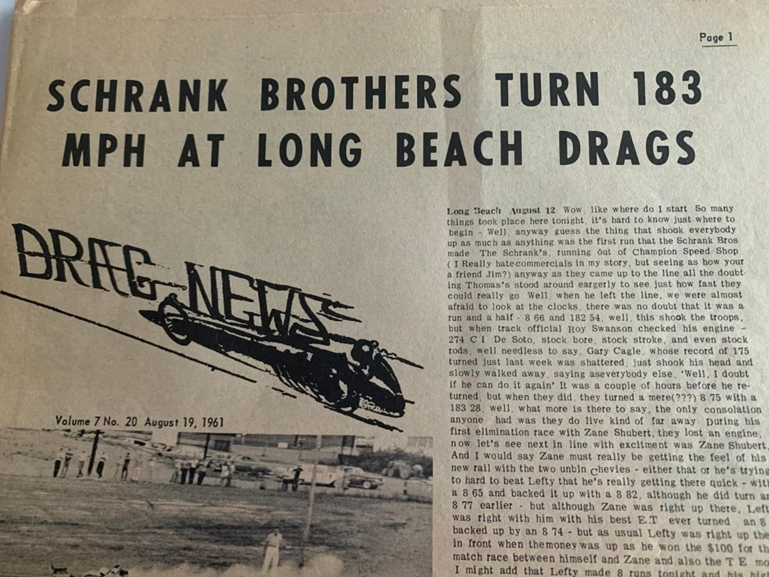 Page 1
SCHRANK BROTHERS TURN 183
MPH AT LONG BEACH DRAGS
DRAG NEWS
Volume 7 No. 20 August 19, 1961
Long Beach August 12 Wow, like where do I start So many
things took place here tonight, it's hard to know just where to
begin - Well, anyway guess the thing that shook everybody
up as much as anything was the first run that the Schrank Bros
made The Schrank's, running out of Champion Speed Shop
( I Really hate commercials in my story, but seeing as how your
a friend Jim?) anyway as they came up to the line all the doubt-
ing Thomas's stood around eargerly to see just how fast they
could really go Well, when he left the line, we were almost
afraid to look at the clocks, there was no doubt that it was a
run and a half - 8 66 and 182 54, well, this shook the troops,
but when track official Roy Swanson checked his engine -
274 C I De Soto, stock bore, stock stroke, and even stock
rods, well needless to say, Gary Cagle, whose record of 175
turned just last week was shattered, just shook his head and
slowly walked away, saying aseverybody else, 'Well, I doubt
if he can do it again' It was a couple of hours before he re-
turned, but when they did, they turned a mere(???) 8 75 with a
183 28, well, what more is there to say, the only consolation
anyone had was they do live kind of far away During his
first elimination race with Zane Shubert, they lost an engine,
now let's see next in line with excitment was Zane Shubert,
And I would say Zane must really be getting the feel of his
new rail with the two unbln Chevies - either that or he's trying
to hard to beat Lefty that he's really getting there quick - with
a 8 65 and backed it up with a 8 82, although he did turn an
8 77 earlier - but although Zane was right up there, Left
was right with him with his best E.T ever turned an 8
backed up by an 8 74 - but as usual Lefty was right up the
in front when the money was up as he won the $100 for th
match race between himself and Zane and also the T E mo
I might add that Lefty made 8 runs tonight and his high